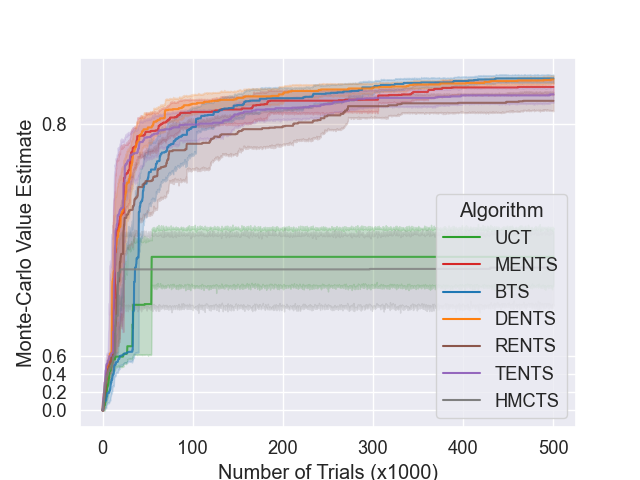 Monte-Carlo Value Estimate
0.8
0.6
0.4
0.2
0.0
Algorithm
UCT
MENTS
BTS
DENTS
RENTS
TENTS
HMCTS
0 100 200 300 400 500
Number of Trials (x1000)